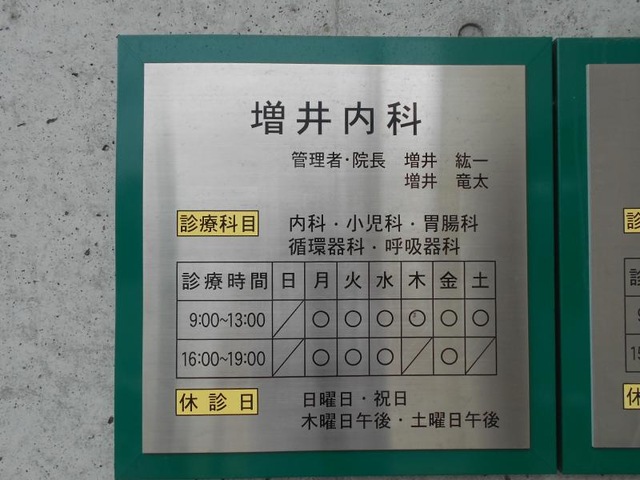 増井内科
管理者・院長 増井 紘一
増井 竜太
診療科目 内科・小児科・胃腸科
循環器科・呼吸器科
診療時間 日 月 火 水 木 金 土
9:00~13:00 ／ ○ ○ ○ ○ ○ ○
16:00~19:00 ／ ○ ○ ○ ／ ○ ／
休診日 日曜日・祝日
木曜日午後・土曜日午後